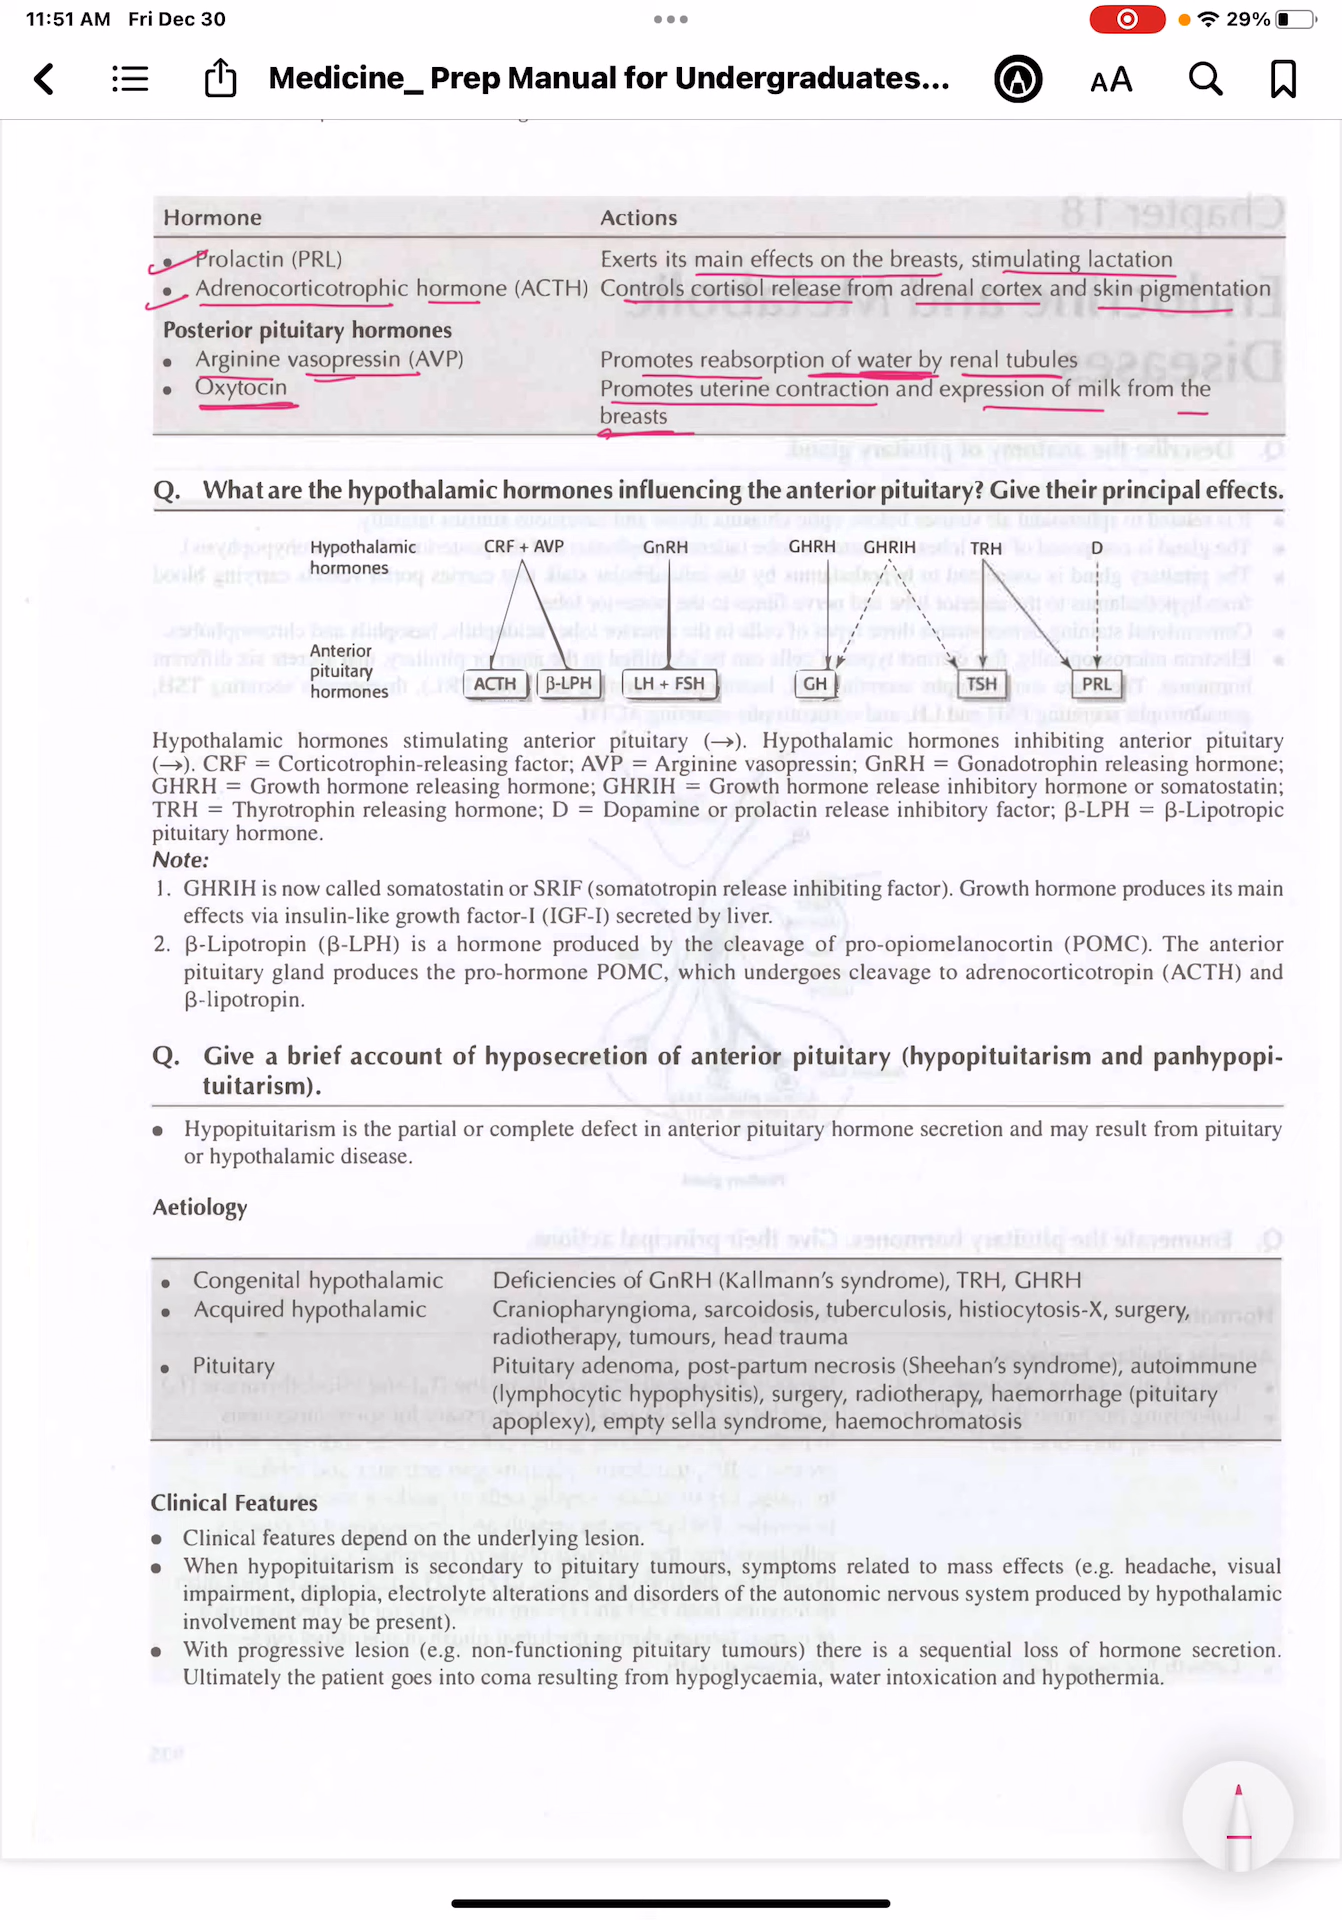 11:51 AM Fri Dec 30
29%
Medicine_ Prep Manual for Undergraduates...
AA
Hormone Actions
• Prolactin (PRL) Exerts its main effects on the breasts, stimulating lactation
• Adrenocorticotrophic hormone (ACTH) Controls cortisol release from adrenal cortex and skin pigmentation
Posterior pituitary hormones
• Arginine vasopressin (AVP) Promotes reabsorption of water by renal tubules
• Oxytocin Promotes uterine contraction and expression of milk from the
breasts
Q. What are the hypothalamic hormones influencing the anterior pituitary? Give their principal effects.
Hypothalamic CRF + AVP GnRH GHRH GHRIH TRH D
hormones
Anterior
pituitary
hormones
ACTH β-LPH LH + FSH GH TSH PRL
Hypothalamic hormones stimulating anterior pituitary (→). Hypothalamic hormones inhibiting anterior pituitary
(→). CRF = Corticotrophin-releasing factor; AVP = Arginine vasopressin; GnRH = Gonadotrophin releasing hormone;
GHRH = Growth hormone releasing hormone; GHRIH = Growth hormone release inhibitory hormone or somatostatin;
TRH = Thyrotrophin releasing hormone; D = Dopamine or prolactin release inhibitory factor; β-LPH = β-Lipotropic
pituitary hormone.
Note:
1. GHRIH is now called somatostatin or SRIF (somatotropin release inhibiting factor). Growth hormone produces its main
effects via insulin-like growth factor-I (IGF-I) secreted by liver.
2. β-Lipotropin (β-LPH) is a hormone produced by the cleavage of pro-opiomelanocortin (POMC). The anterior
pituitary gland produces the pro-hormone POMC, which undergoes cleavage to adrenocorticotropin (ACTH) and
β-lipotropin.
Q. Give a brief account of hyposecretion of anterior pituitary (hypopituitarism and panhypopi-
tuitarism).
• Hypopituitarism is the partial or complete defect in anterior pituitary hormone secretion and may result from pituitary
or hypothalamic disease.
Aetiology
• Congenital hypothalamic Deficiencies of GnRH (Kallmann's syndrome), TRH, GHRH
• Acquired hypothalamic Craniopharyngioma, sarcoidosis, tuberculosis, histiocytosis-X, surgery,
radiotherapy, tumours, head trauma
• Pituitary Pituitary adenoma, post-partum necrosis (Sheehan's syndrome), autoimmune
(lymphocytic hypophysitis), surgery, radiotherapy, haemorrhage (pituitary
apoplexy), empty sella syndrome, haemochromatosis
Clinical Features
• Clinical features depend on the underlying lesion.
• When hypopituitarism is secondary to pituitary tumours, symptoms related to mass effects (e.g. headache, visual
impairment, diplopia, electrolyte alterations and disorders of the autonomic nervous system produced by hypothalamic
involvement may be present).
• With progressive lesion (e.g. non-functioning pituitary tumours) there is a sequential loss of hormone secretion.
Ultimately the patient goes into coma resulting from hypoglycaemia, water intoxication and hypothermia.